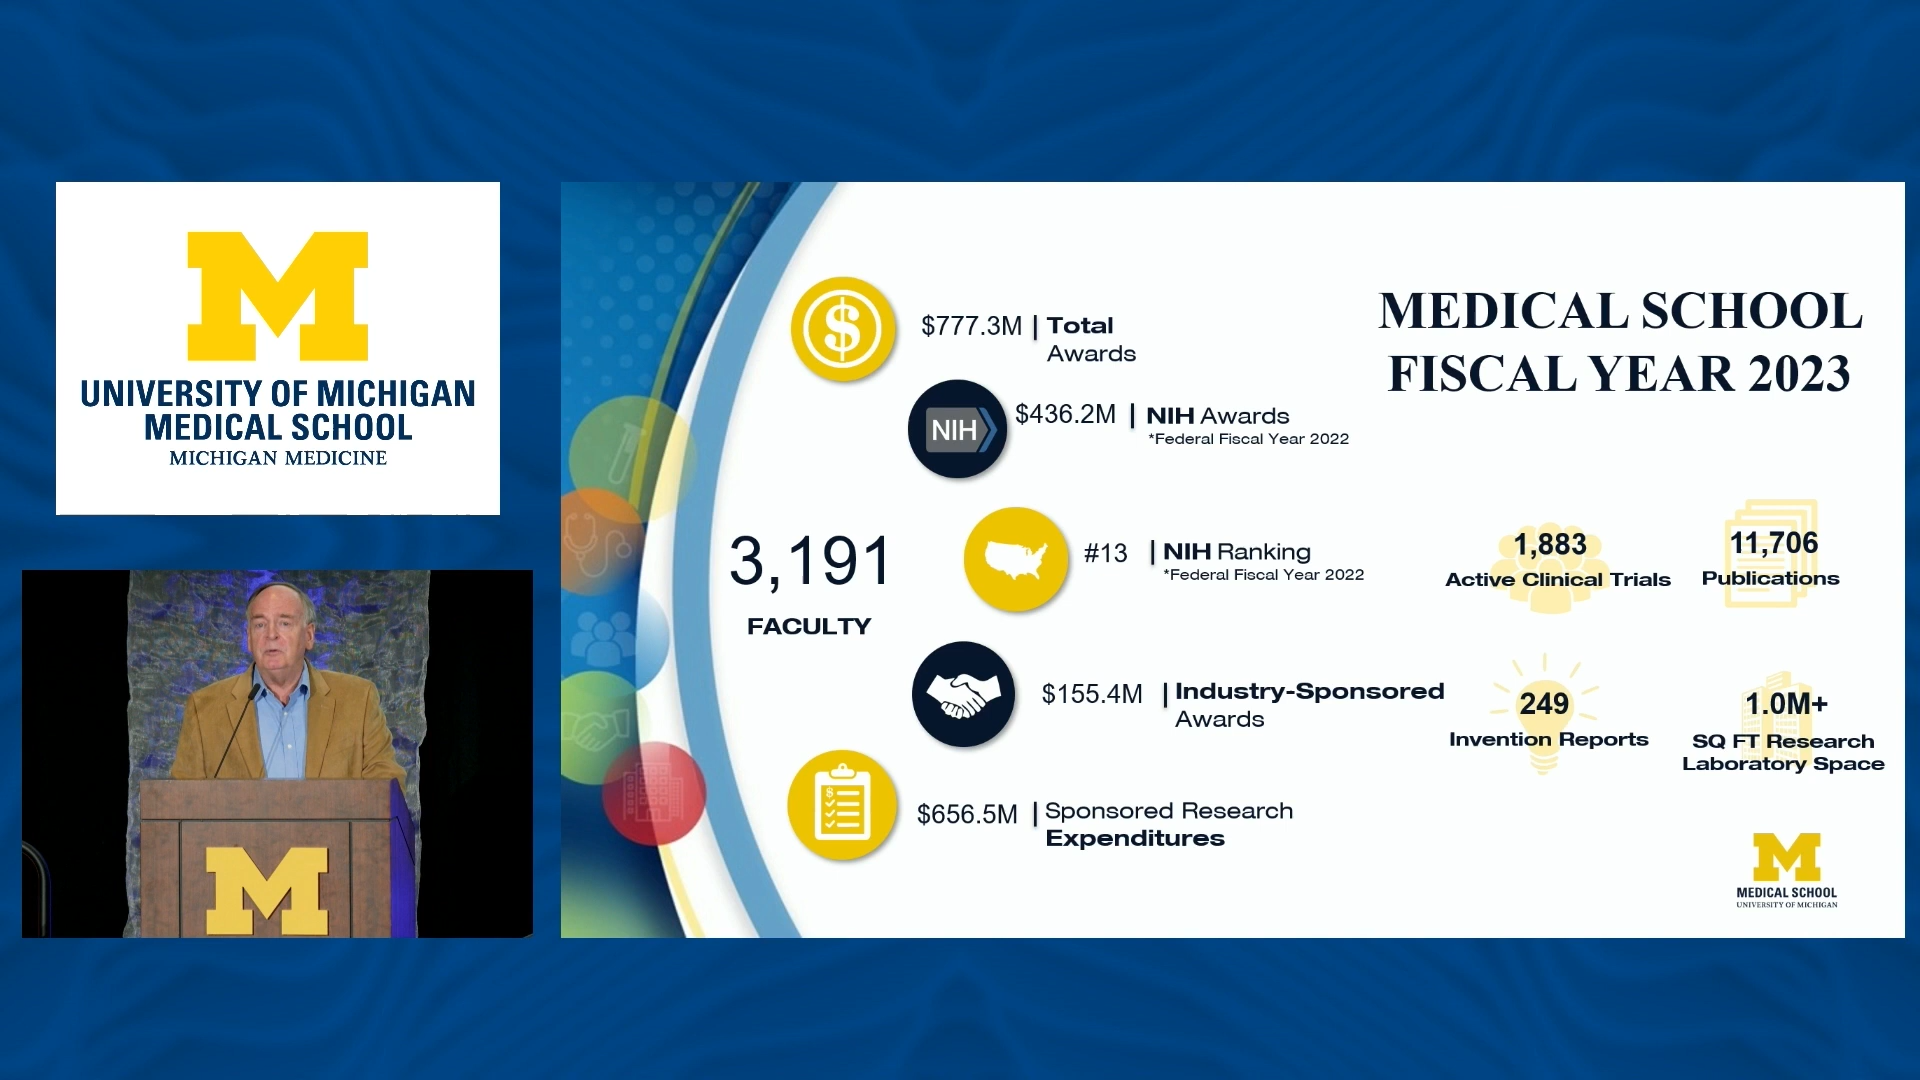 M
UNIVERSITY OF MICHIGAN
MEDICAL SCHOOL
MICHIGAN MEDICINE
M
MEDICAL SCHOOL
FISCAL YEAR 2023
$777.3M | Total
Awards
NIH
$436.2M | NIH Awards
*Federal Fiscal Year 2022
3,191
FACULTY
#13 | NIH Ranking
*Federal Fiscal Year 2022
$155.4M | Industry-Sponsored
Awards
$656.5M | Sponsored Research
Expenditures
1,883
Active Clinical Trials
11,706
Publications
249
Invention Reports
1.0M+
SQ FT Research
Laboratory Space
M
MEDICAL SCHOOL
UNIVERSITY OF MICHIGAN